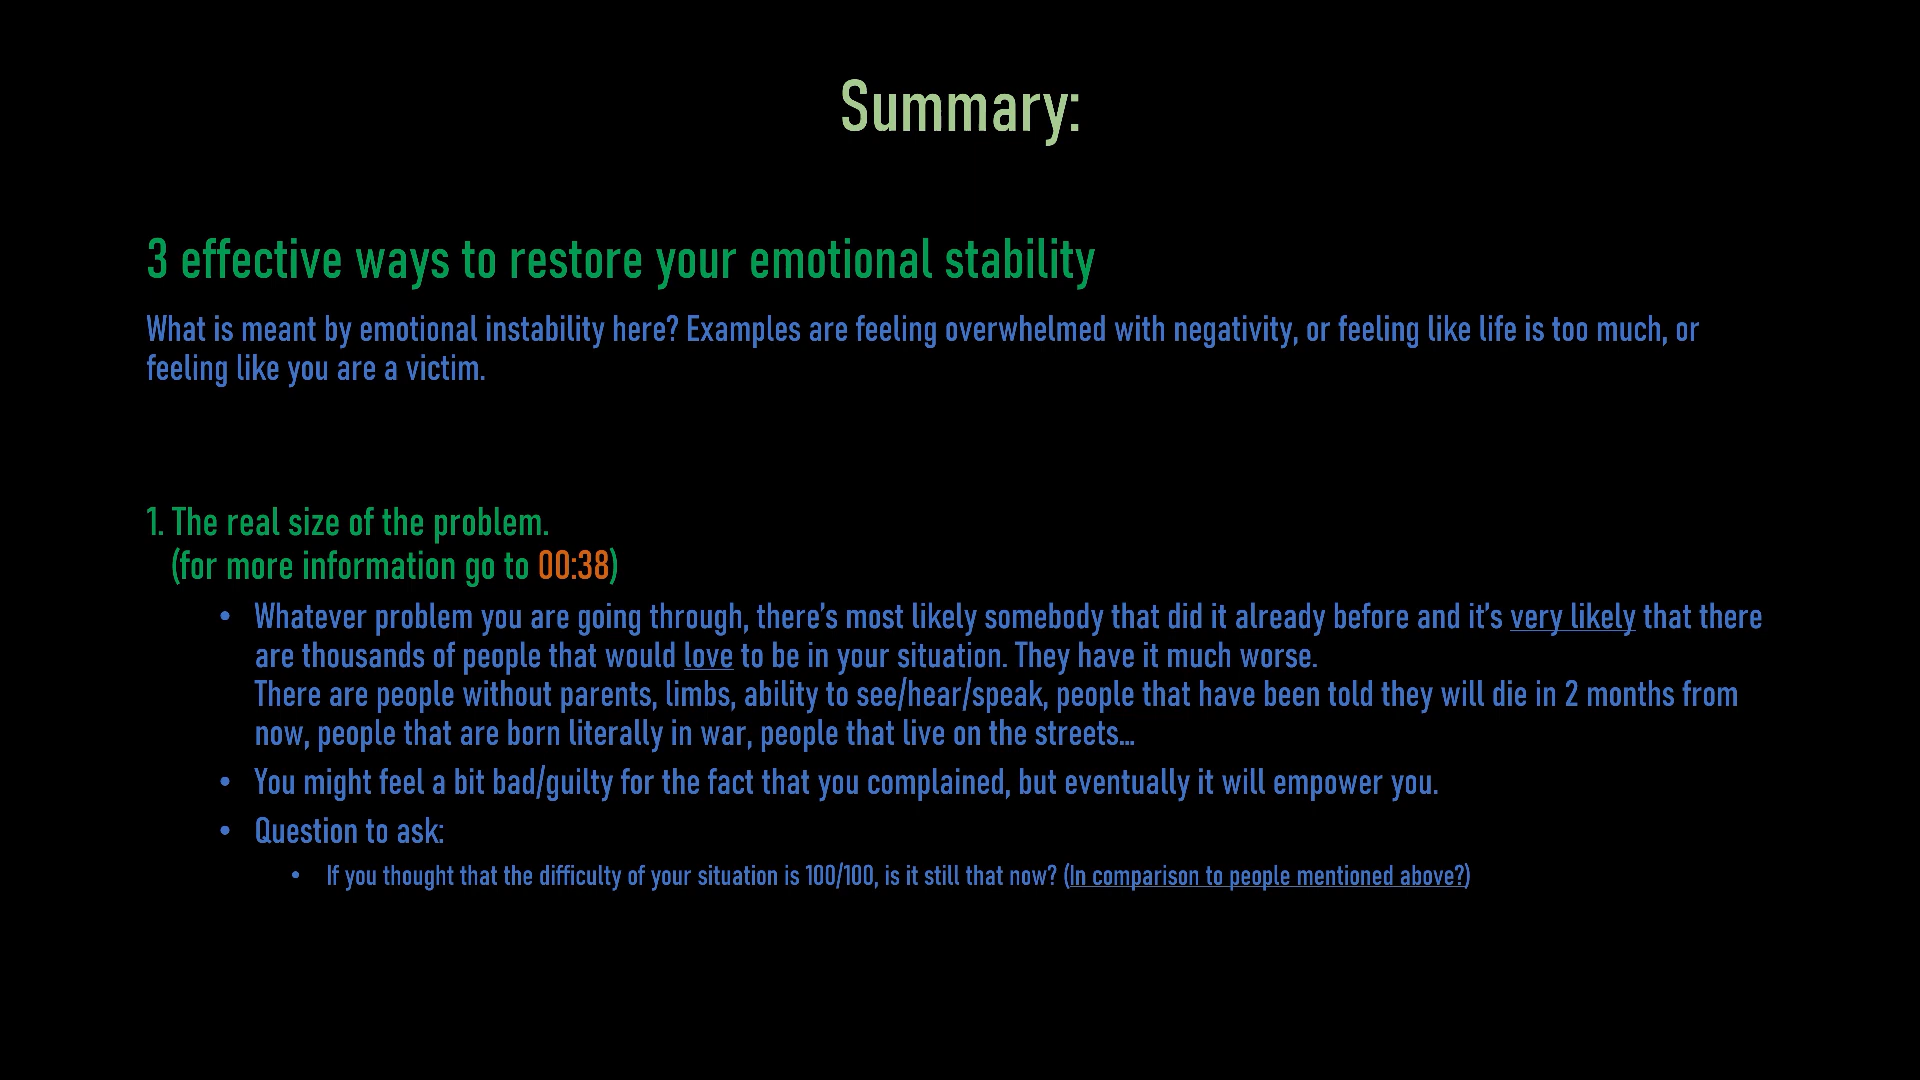 Summary:
3 effective ways to restore your emotional stability
What is meant by emotional instability here? Examples are feeling overwhelmed with negativity, or feeling like life is too much, or
feeling like you are a victim.
1. The real size of the problem.
(for more information go to 00:38)
• Whatever problem you are going through, there's most likely somebody that did it already before and it's very likely that there
are thousands of people that would love to be in your situation. They have it much worse.
There are people without parents, limbs, ability to see/hear/speak, people that have been told they will die in 2 months from
now, people that are born literally in war, people that live on the streets...
• You might feel a bit bad/guilty for the fact that you complained, but eventually it will empower you.
• Question to ask:
• If you thought that the difficulty of your situation is 100/100, is it still that now? (In comparison to people mentioned above?)